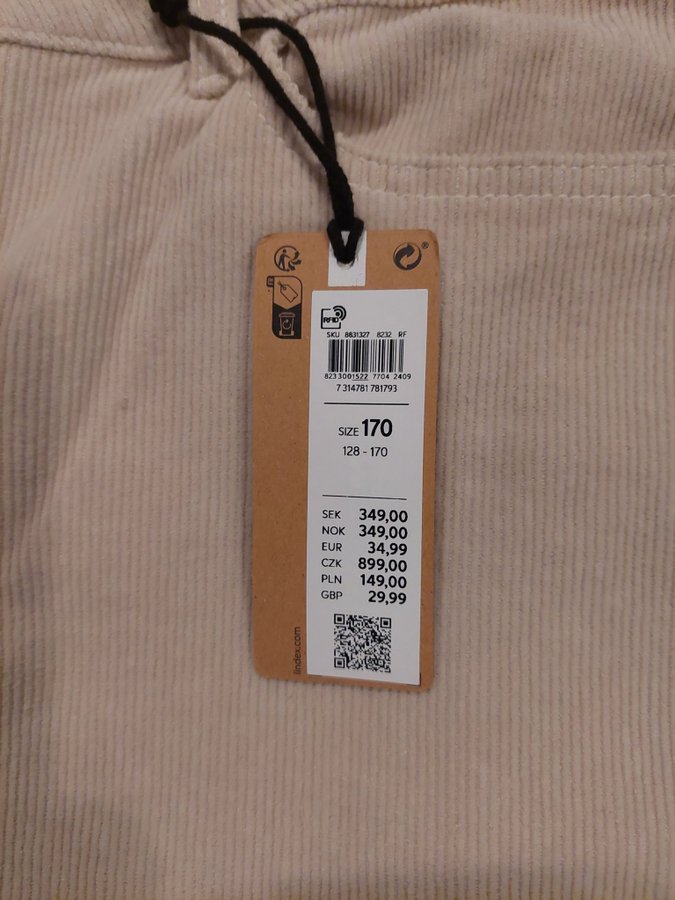 ®
RFID
SKU 8831327 8232 RF
8233001522 7704 2409
7 314781 781793
SIZE 170
128 - 170
SEK 349,00
NOK 349,00
EUR 34,99
CZK 899,00
PLN 149,00
GBP 29,99
lindex.com